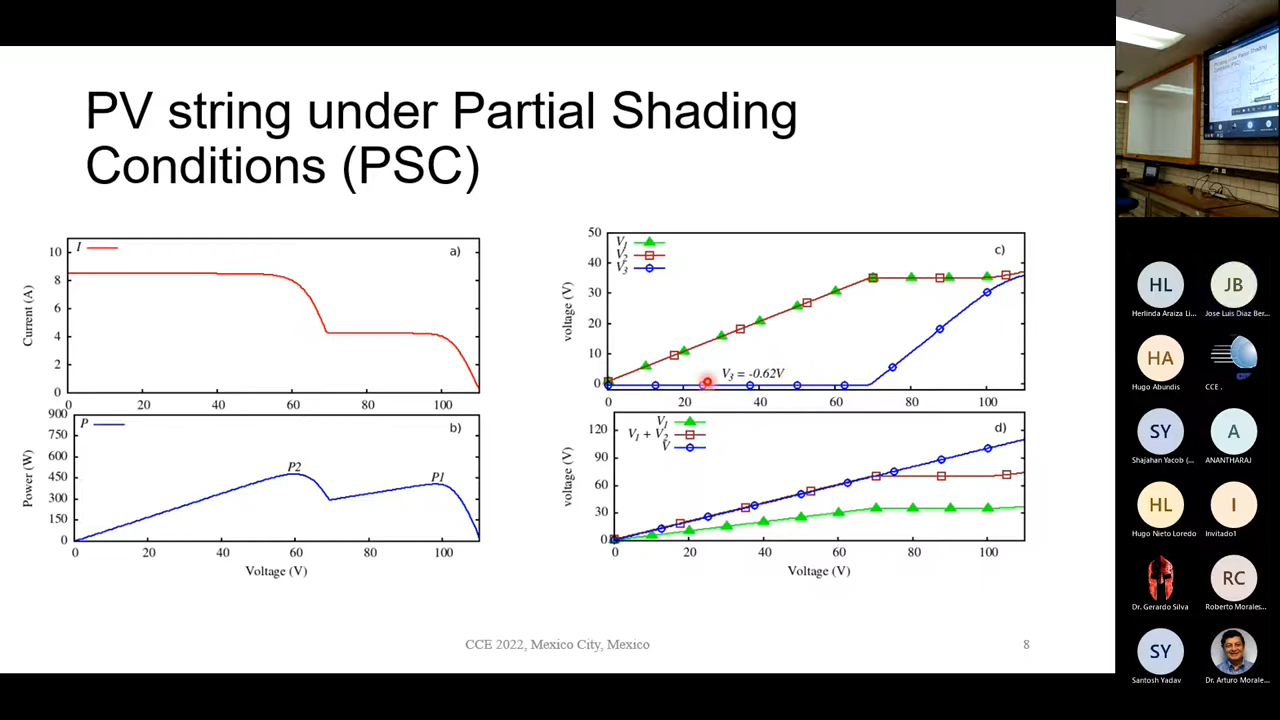 PV string under Partial Shading
Conditions (PSC)
10
8
6
4
2
0
Current (A)
I
a)
0 20 40 60 80 100
900
750
600
450
300
150
0
Power (W)
P
b)
P2
P1
0 20 40 60 80 100
Voltage (V)
50
40
30
20
10
0
voltage (V)
V1
V2
V3
c)
V3 = -0.62V
0 20 40 60 80 100
120
90
60
30
0
voltage (V)
V1
V1 + V2
V
d)
0 20 40 60 80 100
Voltage (V)
CCE 2022, Mexico City, Mexico
8
HL
JB
Herlinda Araiza Li...
Jose Luis Diaz Ber...
HA
Hugo Abundis
CCE .
SY
A
Shajahan Yacob (...
ANANTHARAJ
HL
I
Hugo Nieto Loredo
Invitado1
RC
Dr. Gerardo Silva
Roberto Morales...
SY
Santosh Yadav
Dr. Arturo Morale...